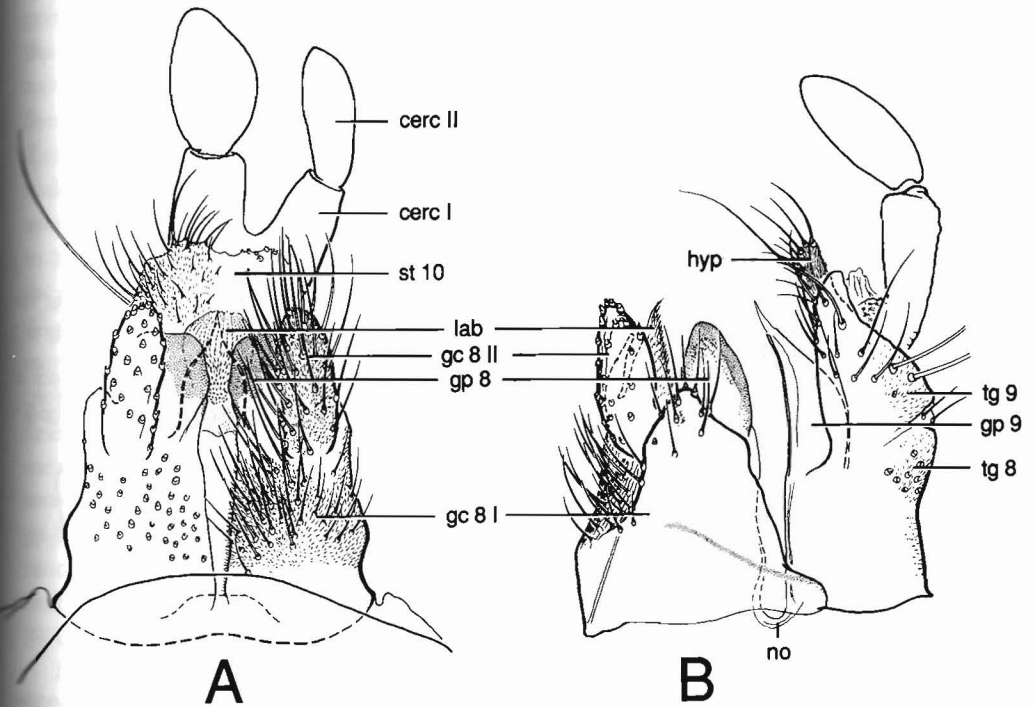 cerc II
cerc I
st 10
hyp
lab
gc 8 II
gp 8
tg 9
gp 9
tg 8
gc 8 I
no
A
B